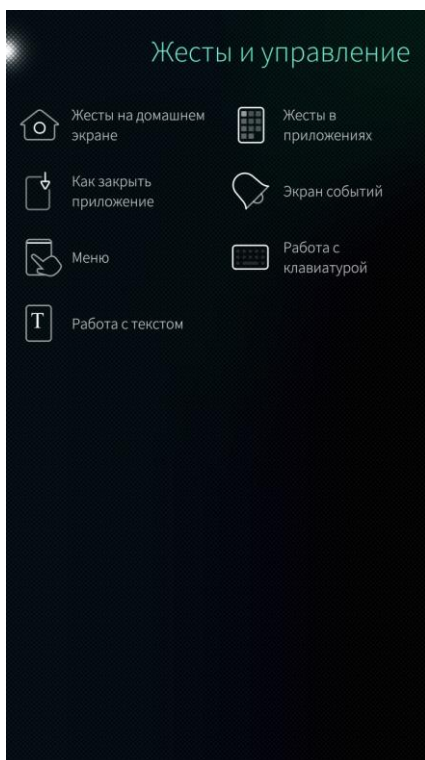 Жесты и управление
Жесты на домашнем
экране
Жесты в
приложениях
Как закрыть
приложение
Экран событий
Меню
Работа с
клавиатурой
T
Работа с текстом